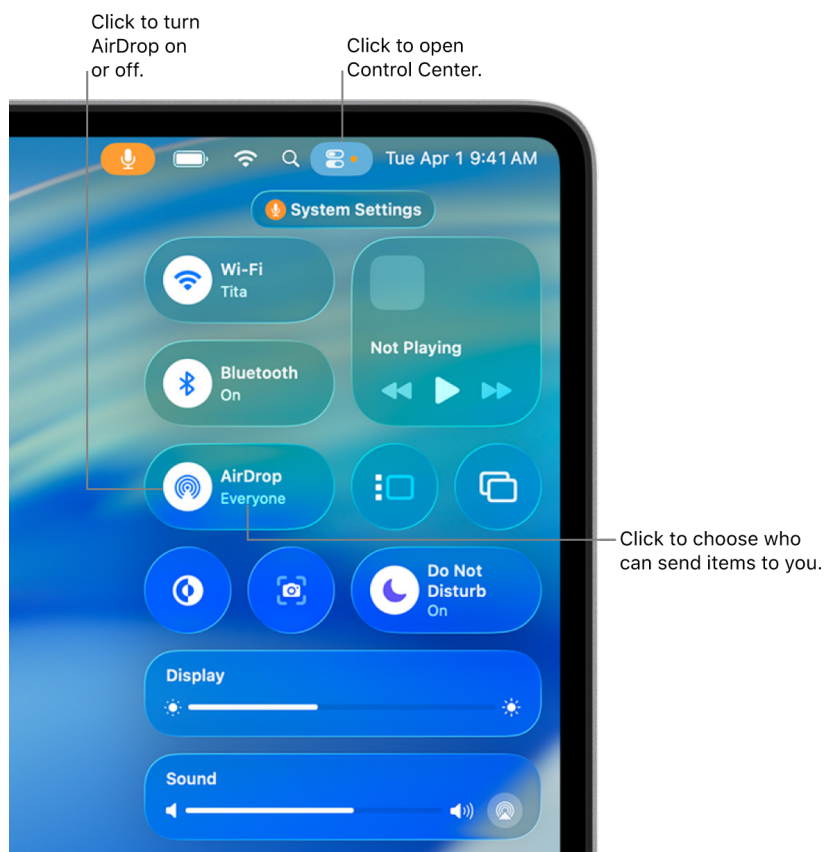 Click to turn
AirDrop on
or off.
Click to open
Control Center.
Tue Apr 1 9:41 AM
System Settings
Wi-Fi
Tita
Not Playing
Bluetooth
On
AirDrop
Everyone
Click to choose who
can send items to you.
Do Not
Disturb
On
Display
Sound